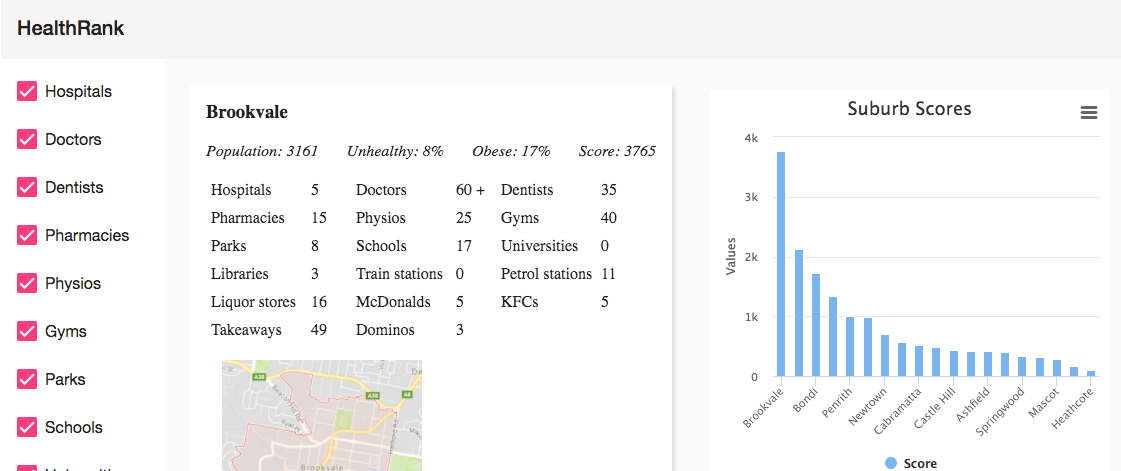 HealthRank
Hospitals
Doctors
Dentists
Pharmacies
Physios
Gyms
Parks
Schools
Brookvale
Population: 3161 Unhealthy: 8% Obese: 17% Score: 3765
Hospitals 5 Doctors 60 + Dentists 35
Pharmacies 15 Physios 25 Gyms 40
Parks 8 Schools 17 Universities 0
Libraries 3 Train stations 0 Petrol stations 11
Liquor stores 16 McDonalds 5 KFCs 5
Takeaways 49 Dominos 3
A38
A38
A8
Brookvale
Suburb Scores
Values
4k
3k
2k
1k
0
Brookvale
Bondi
Penrith
Newtown
Cabramatta
Castle Hill
Ashfield
Springwood
Mascot
Heathcote
Score